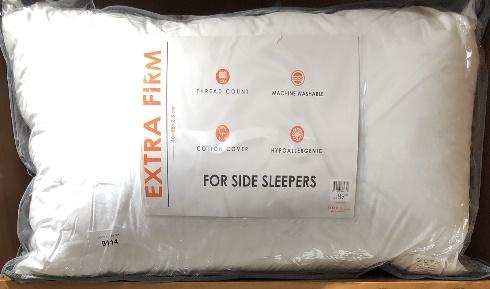 EXTRA FiRM
THREAD COUNT
MACHINE WASHABLE
COTTON COVER
HYPOALLERGENIC
FOR SIDE SLEEPERS
9114